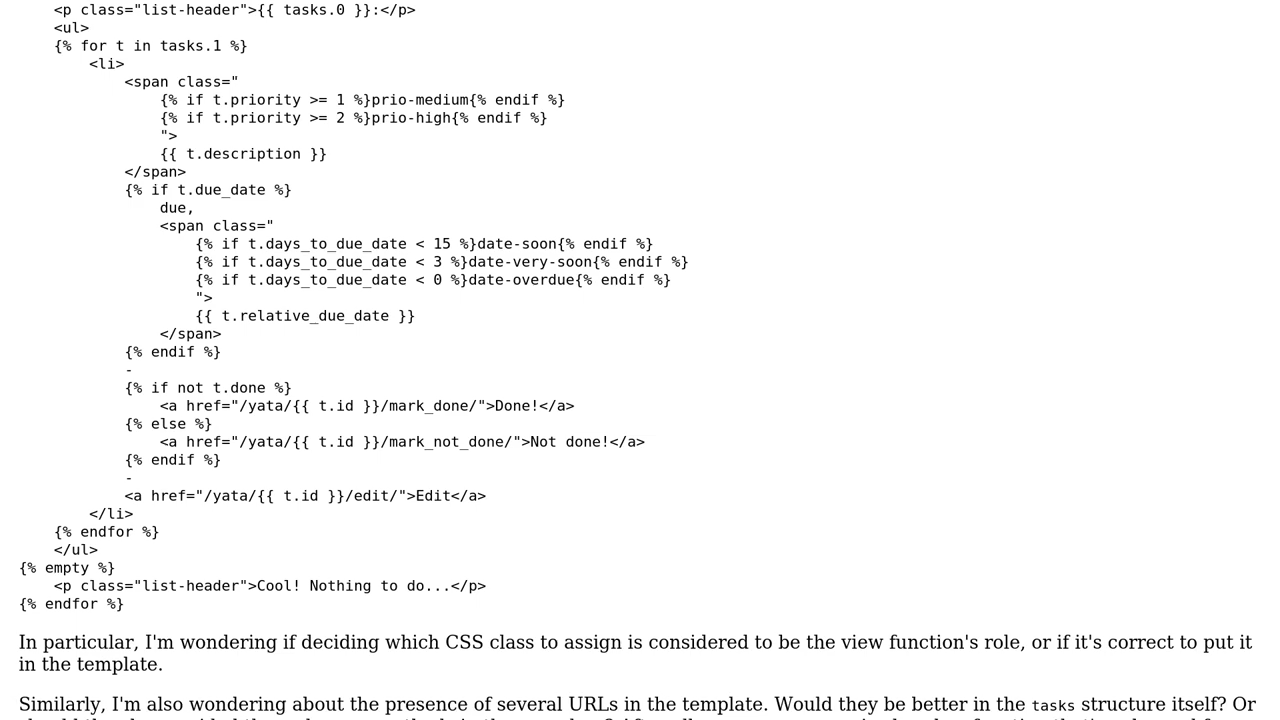 <p class="list-header">{{ tasks.0 }}:</p>
<ul>
{% for t in tasks.1 %}
<li>
<span class="
{% if t.priority >= 1 %}prio-medium{% endif %}
{% if t.priority >= 2 %}prio-high{% endif %}
">
{{ t.description }}
</span>
{% if t.due_date %}
due,
<span class="
{% if t.days_to_due_date < 15 %}date-soon{% endif %}
{% if t.days_to_due_date < 3 %}date-very-soon{% endif %}
{% if t.days_to_due_date < 0 %}date-overdue{% endif %}
">
{{ t.relative_due_date }}
</span>
{% endif %}
-
{% if not t.done %}
<a href="/yata/{{ t.id }}/mark_done/">Done!</a>
{% else %}
<a href="/yata/{{ t.id }}/mark_not_done/">Not done!</a>
{% endif %}
-
<a href="/yata/{{ t.id }}/edit/">Edit</a>
</li>
{% endfor %}
</ul>
{% empty %}
<p class="list-header">Cool! Nothing to do...</p>
{% endfor %}
In particular, I'm wondering if deciding which CSS class to assign is considered to be the view function's role, or if it's correct to put it
in the template.
Similarly, I'm also wondering about the presence of several URLs in the template. Would they be better in the tasks structure itself? Or